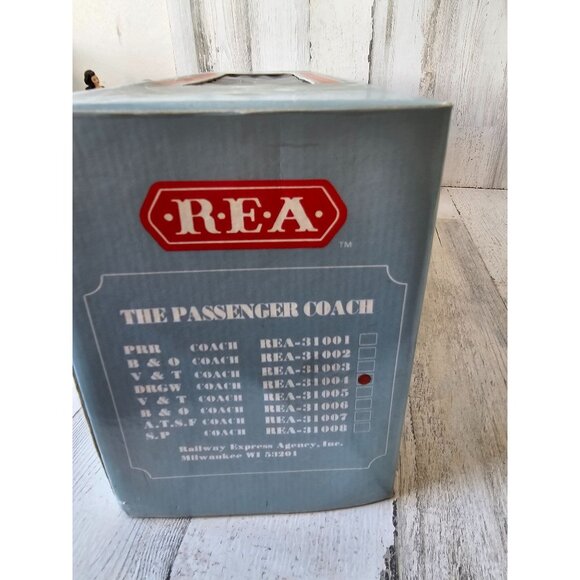 ·R·E·A·
TM
THE PASSENGER COACH
PRR COACH REA-31001
B & O COACH REA-31002
V & T COACH REA-31003
DRGW COACH REA-31004
V & T COACH REA-31005
B & O COACH REA-31006
A.T.S.F COACH REA-31007
S.P COACH REA-31008
Railway Express Agency, Inc.
Milwaukee WI 53201